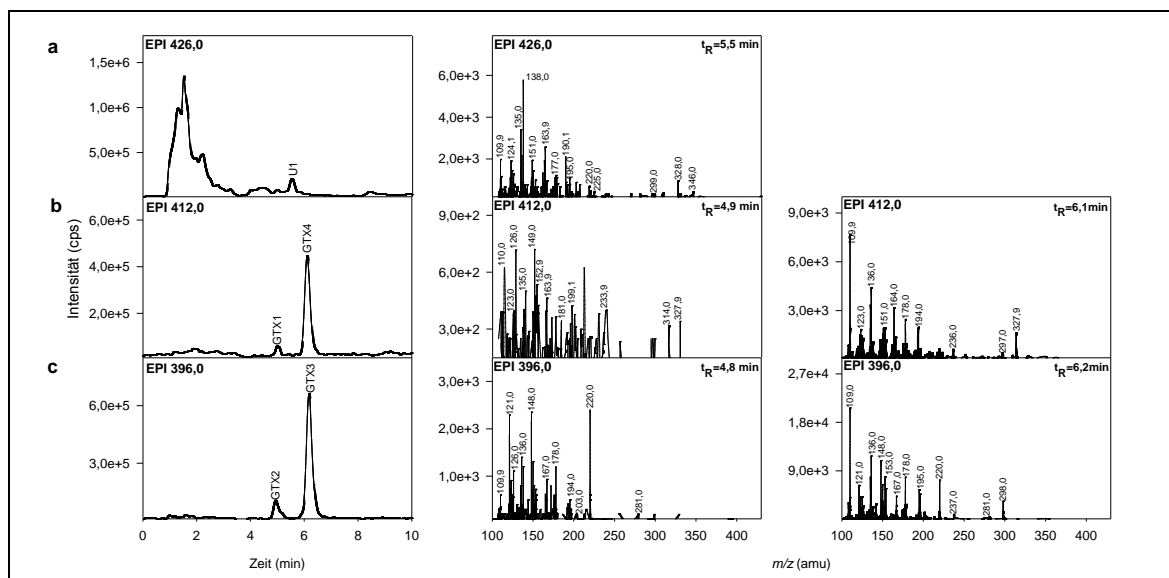 a
EPI 426,0
1,5e+6
1,0e+6
5,0e+5
U1
EPI 426,0
tR=5,5 min
6,0e+3
4,0e+3
2,0e+3
109,9
124,1
135,0
138,0
151,0
163,9
177,0
190,1
195,0
220,0
225,0
299,0
328,0
346,0
b
EPI 412,0
6,0e+5
4,0e+5
2,0e+5
GTX1
GTX4
EPI 412,0
tR=4,9 min
9,0e+2
6,0e+2
3,0e+2
110,0
123,0
126,0
135,0
149,0
152,9
163,9
181,0
199,1
233,9
314,0
327,9
EPI 412,0
tR=6,1min
9,0e+3
6,0e+3
3,0e+3
109,9
123,0
136,0
151,0
164,0
178,0
194,0
236,0
297,0
327,9
c
EPI 396,0
6,0e+5
3,0e+5
GTX2
GTX3
0 2 4 6 8 10
Zeit (min)
Intensität (cps)
EPI 396,0
tR=4,8 min
3,0e+3
2,0e+3
1,0e+3
109,9
121,0
126,0
136,0
148,0
167,0
178,0
194,0
203,0
220,0
281,0
100 150 200 250 300 350 400
EPI 396,0
tR=6,2min
2,7e+4
1,8e+4
9,0e+3
109,0
121,0
136,0
148,0
153,0
167,0
178,0
195,0
220,0
237,0
281,0
298,0
100 150 200 250 300 350 400
m/z (amu)